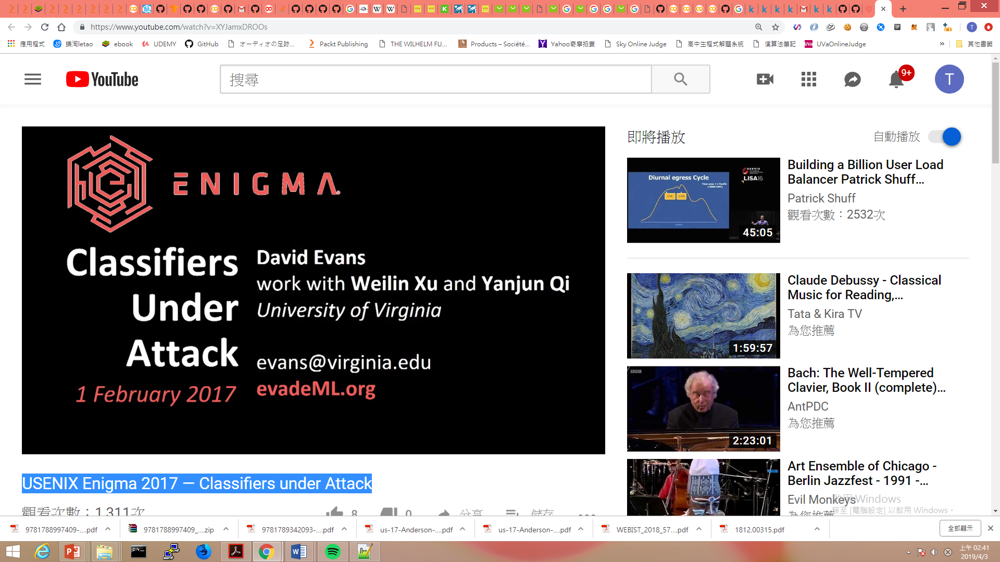 https://www.youtube.com/watch?v=XYJamxDROOs
應用程式
樂淘letao
ebook
UDEMY
GitHub
オーディオの足跡...
Packt Publishing
THE WILHELM FU...
Products – Société...
Yahoo奇摩拍賣
Sky Online Judge
高中生程式解題系統
演算法筆記
UVaOnlineJudge
»
其他書籤
YouTube
搜尋
9+
T
ENIGMA
Classifiers
Under
Attack
1 February 2017
David Evans
work with Weilin Xu and Yanjun Qi
University of Virginia
evans@virginia.edu
evadeML.org
USENIX Enigma 2017 — Classifiers under Attack
觀看次數：1,311次
8
0
分享
儲存
即將播放
自動播放
Diurnal egress Cycle
USENIX
LISA16
45:05
Building a Billion User Load
Balancer Patrick Shuff...
Patrick Shuff
觀看次數：2532次
1:59:57
Claude Debussy - Classical
Music for Reading,...
Tata & Kira TV
為您推薦
BBC
2:23:01
Bach: The Well-Tempered
Clavier, Book II (complete)...
AntPDC
為您推薦
Art Ensemble of Chicago -
Berlin Jazzfest - 1991 -...
Evil Monkeys
為您推薦
啟用 Windows
移至 [電腦設定] 以啟用 Windows。
9781788997409-....pdf
9781788997409_....zip
9781789342093-....pdf
us-17-Anderson-....pdf
us-17-Anderson-....pdf
WEBIST_2018_57....pdf
1812.00315.pdf
全部顯示
上午 02:41
2019/4/3